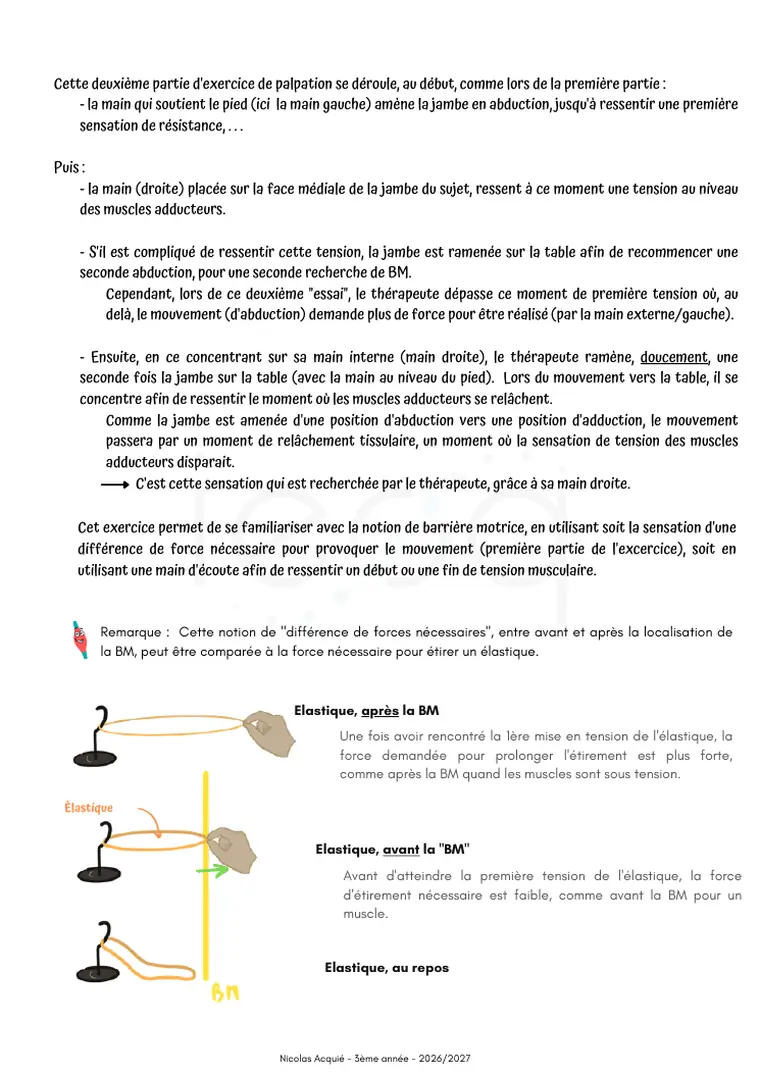 Cette deuxième partie d'exercice de palpation se déroule, au début, comme lors de la première partie :
- la main qui soutient le pied (ici la main gauche) amène la jambe en abduction, jusqu'à ressentir une première
sensation de résistance, . . .
Puis :
- la main (droite) placée sur la face médiale de la jambe du sujet, ressent à ce moment une tension au niveau
des muscles adducteurs.
- S'il est compliqué de ressentir cette tension, la jambe est ramenée sur la table afin de recommencer une
seconde abduction, pour une seconde recherche de BM.
Cependant, lors de ce deuxième "essai", le thérapeute dépasse ce moment de première tension où, au
delà, le mouvement (d'abduction) demande plus de force pour être réalisé (par la main externe/gauche).
- Ensuite, en ce concentrant sur sa main interne (main droite), le thérapeute ramène, doucement, une
seconde fois la jambe sur la table (avec la main au niveau du pied). Lors du mouvement vers la table, il se
concentre afin de ressentir le moment où les muscles adducteurs se relâchent.
Comme la jambe est amenée d'une position d'abduction vers une position d'adduction, le mouvement
passera par un moment de relâchement tissulaire, un moment où la sensation de tension des muscles
adducteurs disparait.
C'est cette sensation qui est recherchée par le thérapeute, grâce à sa main droite.
Cet exercice permet de se familiariser avec la notion de barrière motrice, en utilisant soit la sensation d'une
différence de force nécessaire pour provoquer le mouvement (première partie de l'excercice), soit en
utilisant une main d'écoute afin de ressentir un début ou une fin de tension musculaire.
Remarque : Cette notion de "différence de forces nécessaires", entre avant et après la localisation de
la BM, peut être comparée à la force nécessaire pour étirer un élastique.
Elastique, après la BM
Une fois avoir rencontré la 1ère mise en tension de l'élastique, la
force demandée pour prolonger l'étirement est plus forte,
comme après la BM quand les muscles sont sous tension.
Èlastique
Elastique, avant la "BM"
Avant d'atteindre la première tension de l'élastique, la force
d'étirement nécessaire est faible, comme avant la BM pour un
muscle.
Elastique, au repos
BM
Nicolas Acquié - 3ème année - 2026/2027